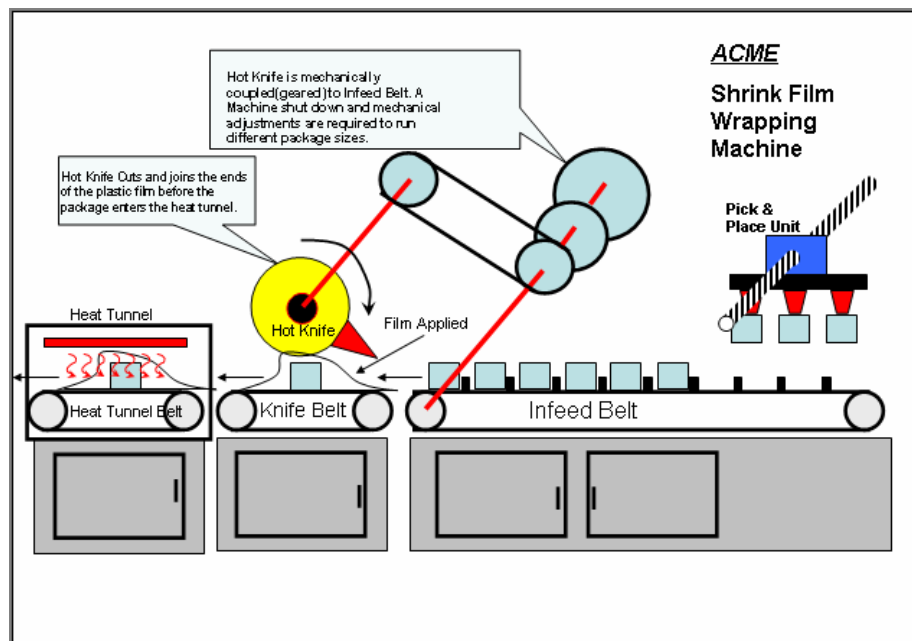 ACME
Shrink Film
Wrapping
Machine
Hot Knife is mechanically
coupled(geared)to Infeed Belt. A
Machine shut down and mechanical
adjustments are required to run
different package sizes.
Hot Knife Cuts and joins the ends
of the plastic film before the
package enters the heat tunnel.
Pick &
Place Unit
Heat Tunnel
Hot Knife
Film Applied
Heat Tunnel Belt
Knife Belt
Infeed Belt